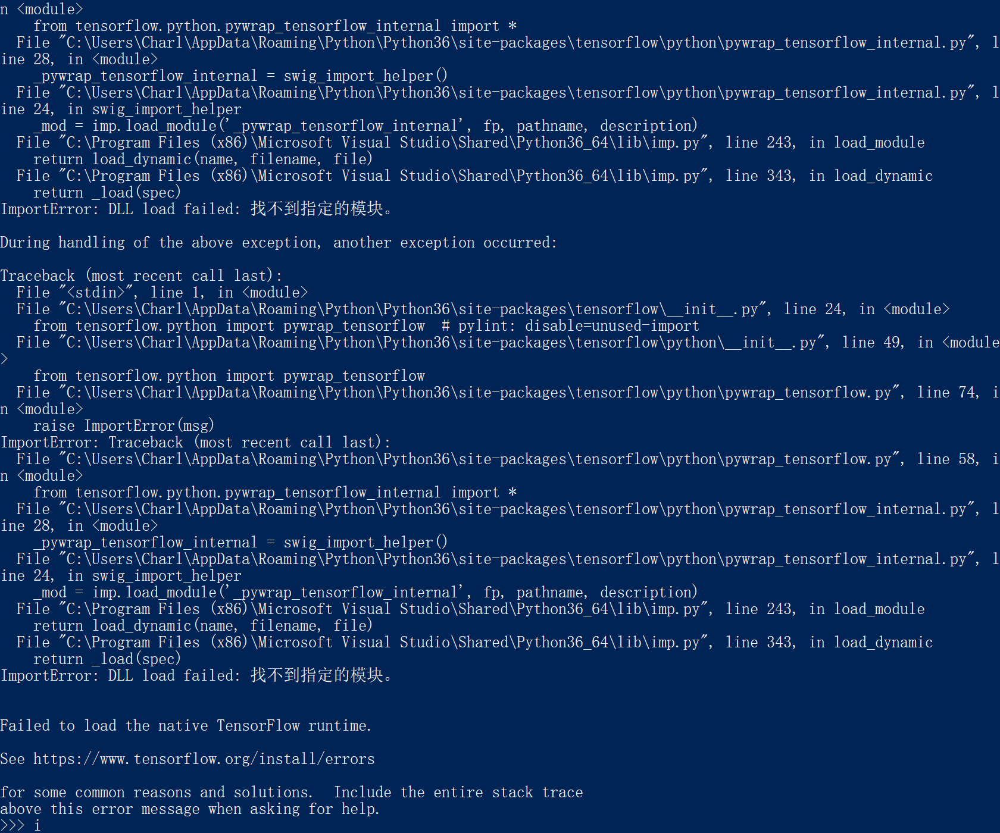 n <module>
    from tensorflow.python.pywrap_tensorflow_internal import *
  File "C:\Users\Charl\AppData\Roaming\Python\Python36\site-packages\tensorflow\python\pywrap_tensorflow_internal.py", l
ine 28, in <module>
    _pywrap_tensorflow_internal = swig_import_helper()
  File "C:\Users\Charl\AppData\Roaming\Python\Python36\site-packages\tensorflow\python\pywrap_tensorflow_internal.py", l
ine 24, in swig_import_helper
    _mod = imp.load_module('_pywrap_tensorflow_internal', fp, pathname, description)
  File "C:\Program Files (x86)\Microsoft Visual Studio\Shared\Python36_64\lib\imp.py", line 243, in load_module
    return load_dynamic(name, filename, file)
  File "C:\Program Files (x86)\Microsoft Visual Studio\Shared\Python36_64\lib\imp.py", line 343, in load_dynamic
    return _load(spec)
ImportError: DLL load failed: 找不到指定的模块。

During handling of the above exception, another exception occurred:

Traceback (most recent call last):
  File "<stdin>", line 1, in <module>
  File "C:\Users\Charl\AppData\Roaming\Python\Python36\site-packages\tensorflow\__init__.py", line 24, in <module>
    from tensorflow.python import pywrap_tensorflow  # pylint: disable=unused-import
  File "C:\Users\Charl\AppData\Roaming\Python\Python36\site-packages\tensorflow\python\__init__.py", line 49, in <module
>
    from tensorflow.python import pywrap_tensorflow
  File "C:\Users\Charl\AppData\Roaming\Python\Python36\site-packages\tensorflow\python\pywrap_tensorflow.py", line 74, i
n <module>
    raise ImportError(msg)
ImportError: Traceback (most recent call last):
  File "C:\Users\Charl\AppData\Roaming\Python\Python36\site-packages\tensorflow\python\pywrap_tensorflow.py", line 58, i
n <module>
    from tensorflow.python.pywrap_tensorflow_internal import *
  File "C:\Users\Charl\AppData\Roaming\Python\Python36\site-packages\tensorflow\python\pywrap_tensorflow_internal.py", l
ine 28, in <module>
    _pywrap_tensorflow_internal = swig_import_helper()
  File "C:\Users\Charl\AppData\Roaming\Python\Python36\site-packages\tensorflow\python\pywrap_tensorflow_internal.py", l
ine 24, in swig_import_helper
    _mod = imp.load_module('_pywrap_tensorflow_internal', fp, pathname, description)
  File "C:\Program Files (x86)\Microsoft Visual Studio\Shared\Python36_64\lib\imp.py", line 243, in load_module
    return load_dynamic(name, filename, file)
  File "C:\Program Files (x86)\Microsoft Visual Studio\Shared\Python36_64\lib\imp.py", line 343, in load_dynamic
    return _load(spec)
ImportError: DLL load failed: 找不到指定的模块。

Failed to load the native TensorFlow runtime.

See https://www.tensorflow.org/install/errors

for some common reasons and solutions.  Include the entire stack trace
above this error message when asking for help.
>>> i